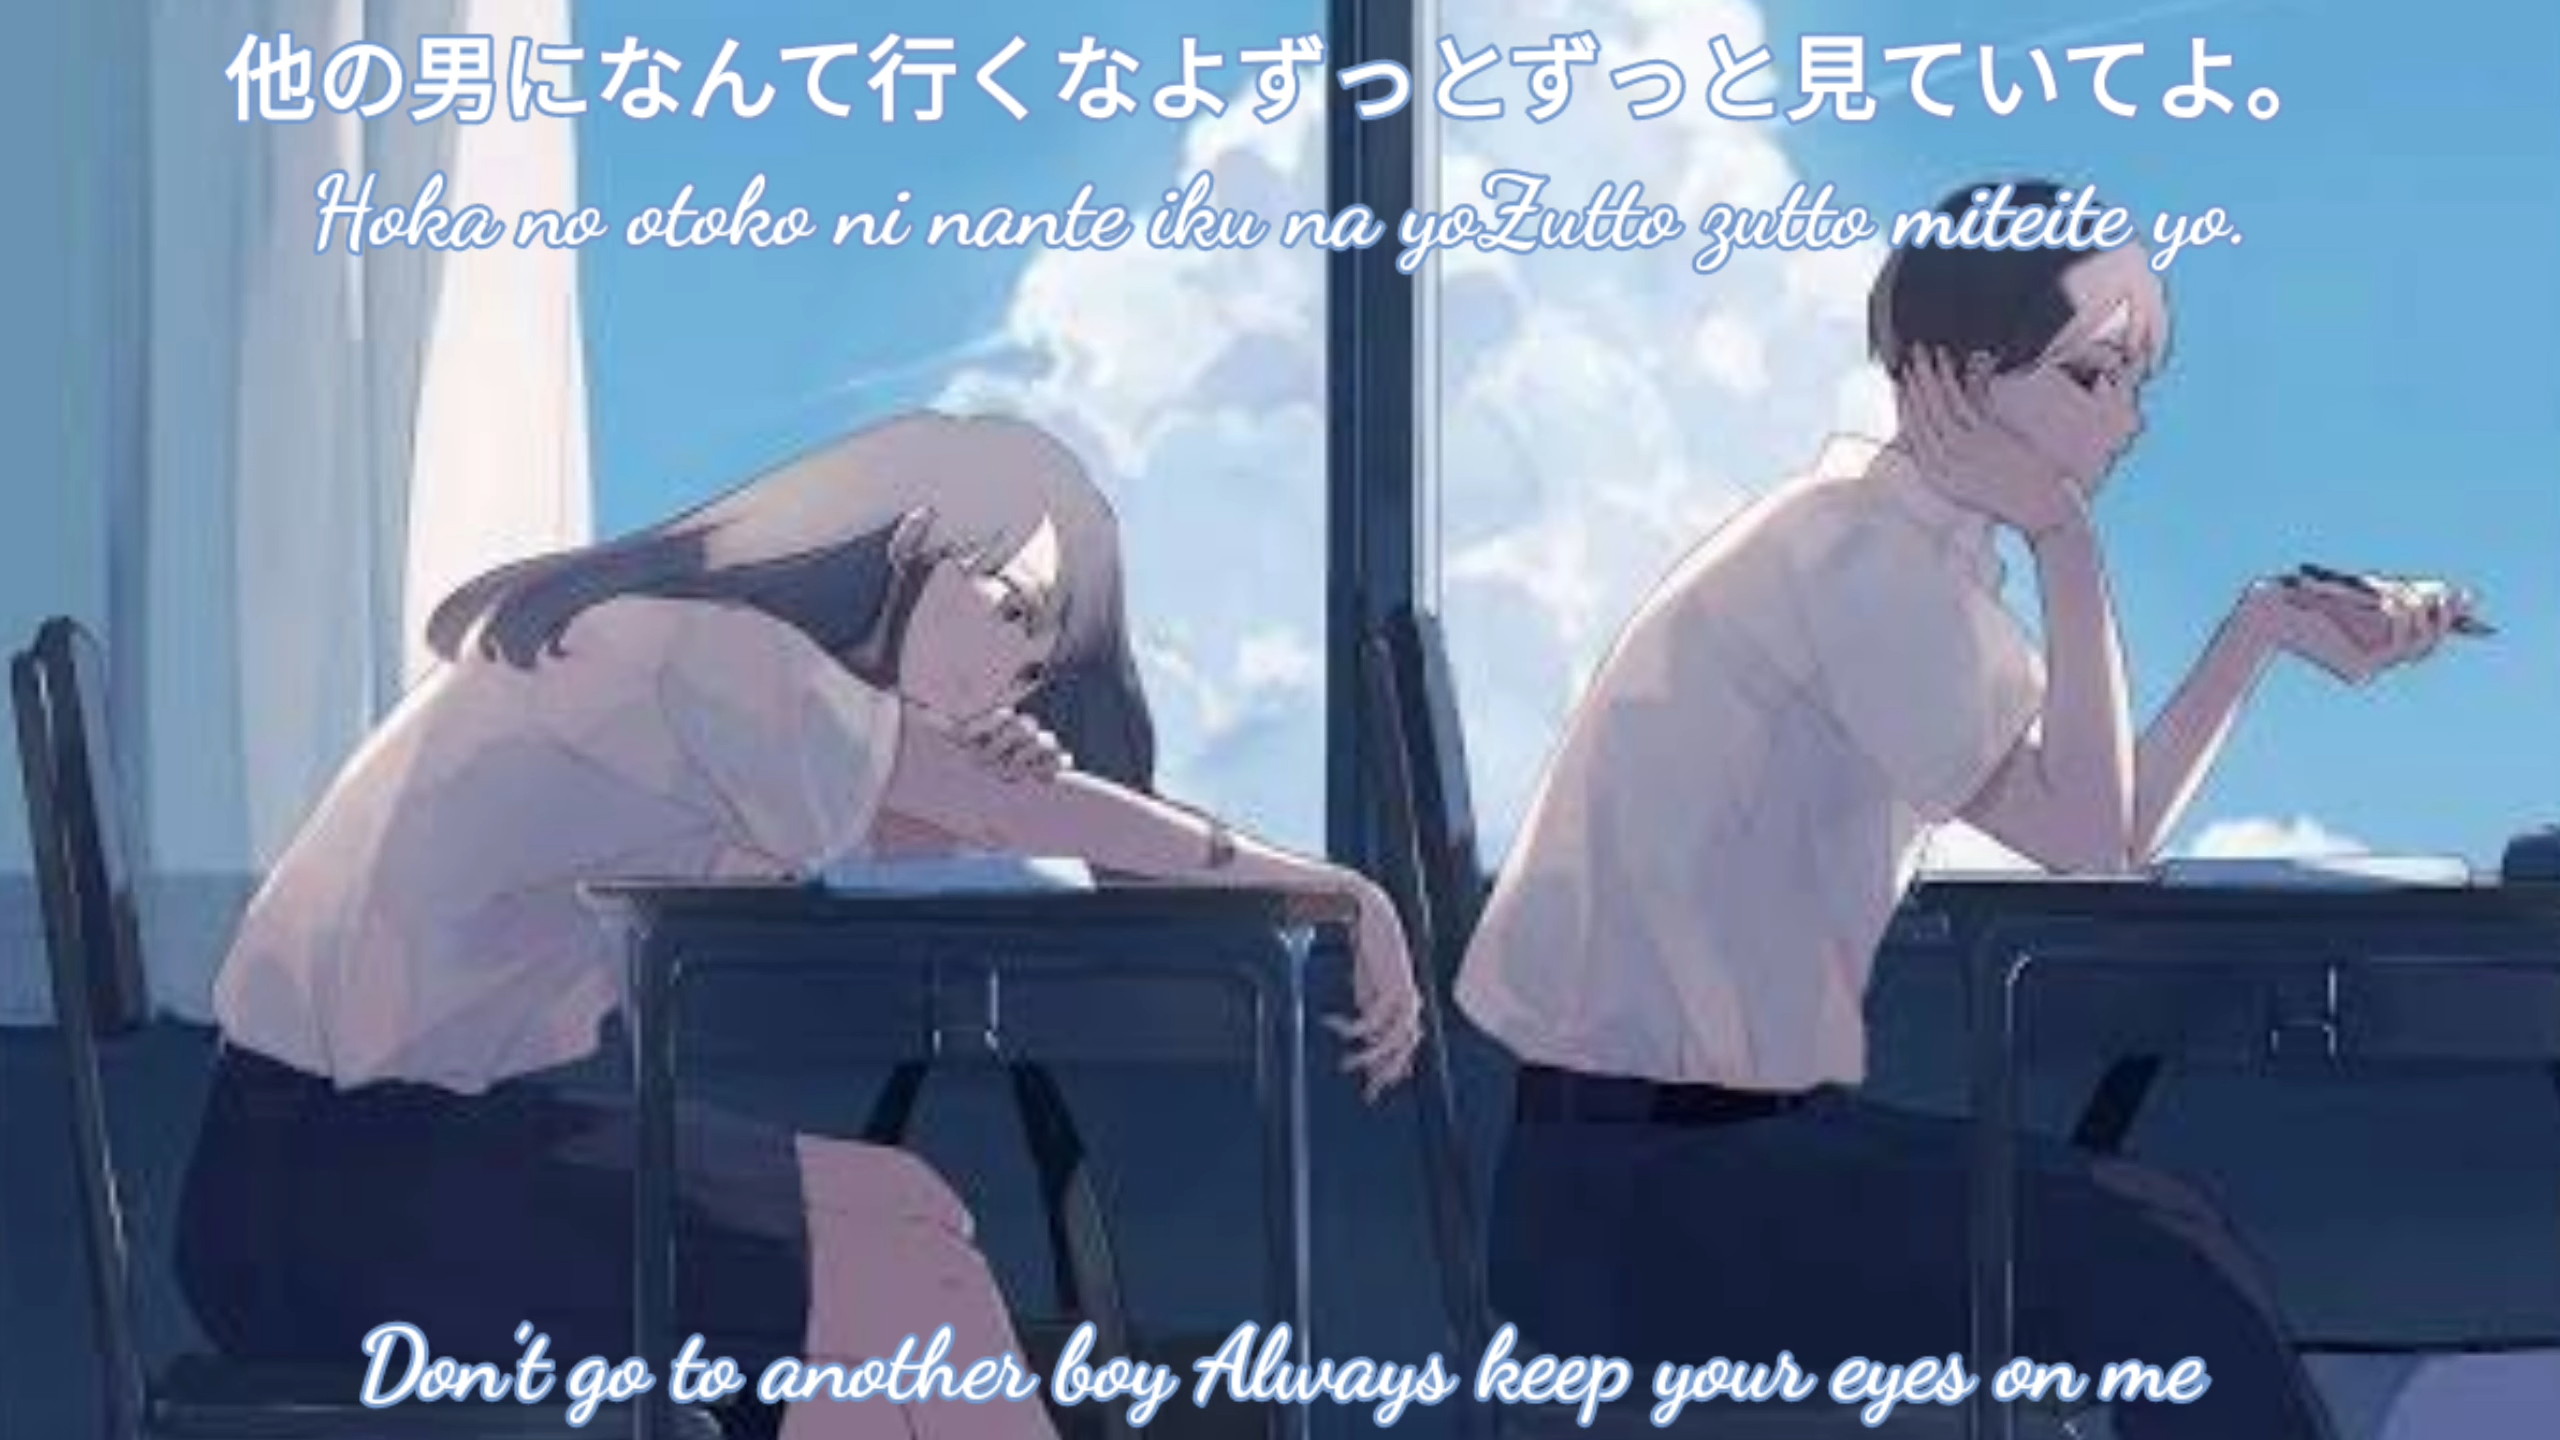 他の男になんて行くなよずっとずっと見ていてよ。
Hoka no otoko ni nante iku na yoZutto zutto miteite yo.
Don't go to another boy Always keep your eyes on me